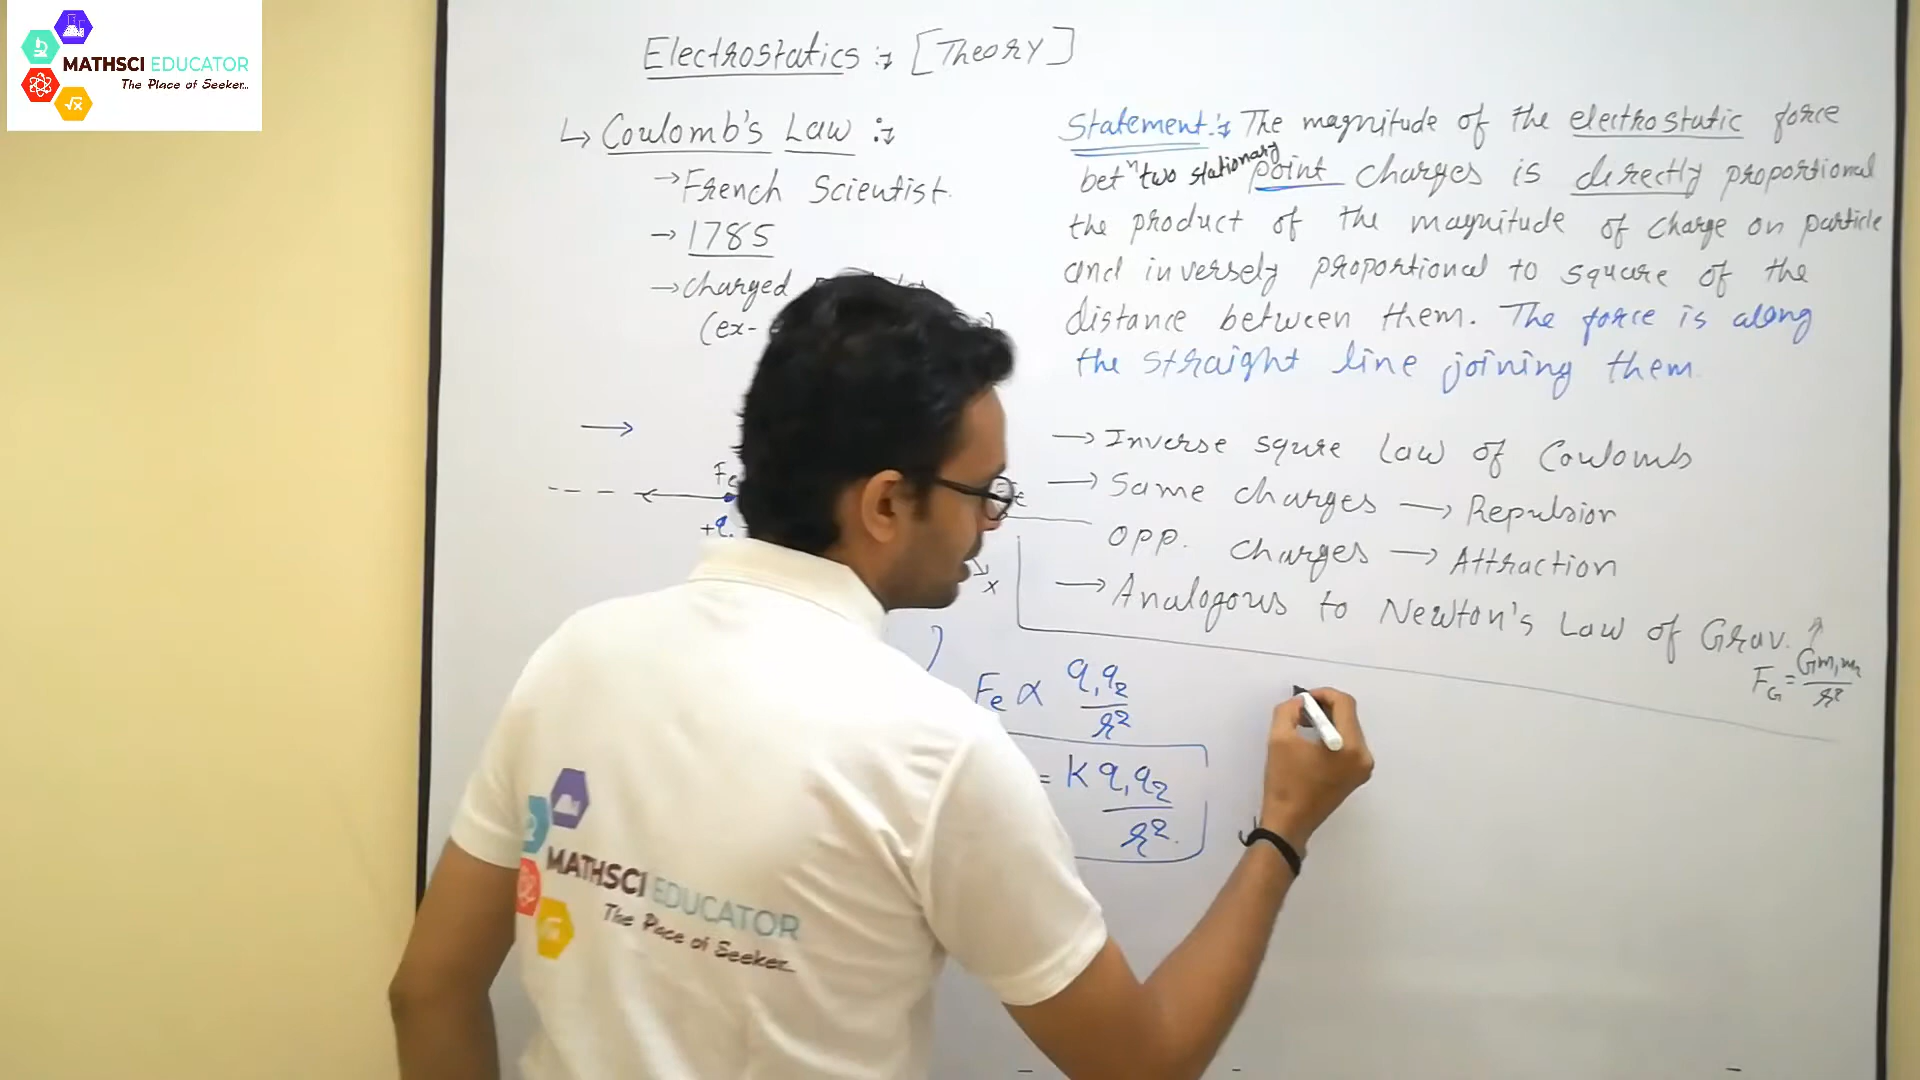 MATHSCI EDUCATOR
The Place of Seeker...
Electrostatics :→ [Theory]
↳ Coulomb's Law :→
→ French Scientist.
→ 1785
→ charged
(ex-
Statement :→ The magnitude of the electrostatic force
betⁿ two stationary point charges is directly proportional
the product of the magnitude of charge on particle
and inversely proportional to square of the
distance between them. The force is along
the straight line joining them
→ Inverse squre Law of Coulomb
→ Same charges → Repulsion
Opp. charges → Attraction
→ Analogous to Newton's Law of Grav.
F_G = Gm₁m₂/r²
+q
x
Fe ∝ q₁q₂/r²
= K q₁q₂/r².
MATHSCI EDUCATOR
The Place of Seeker...